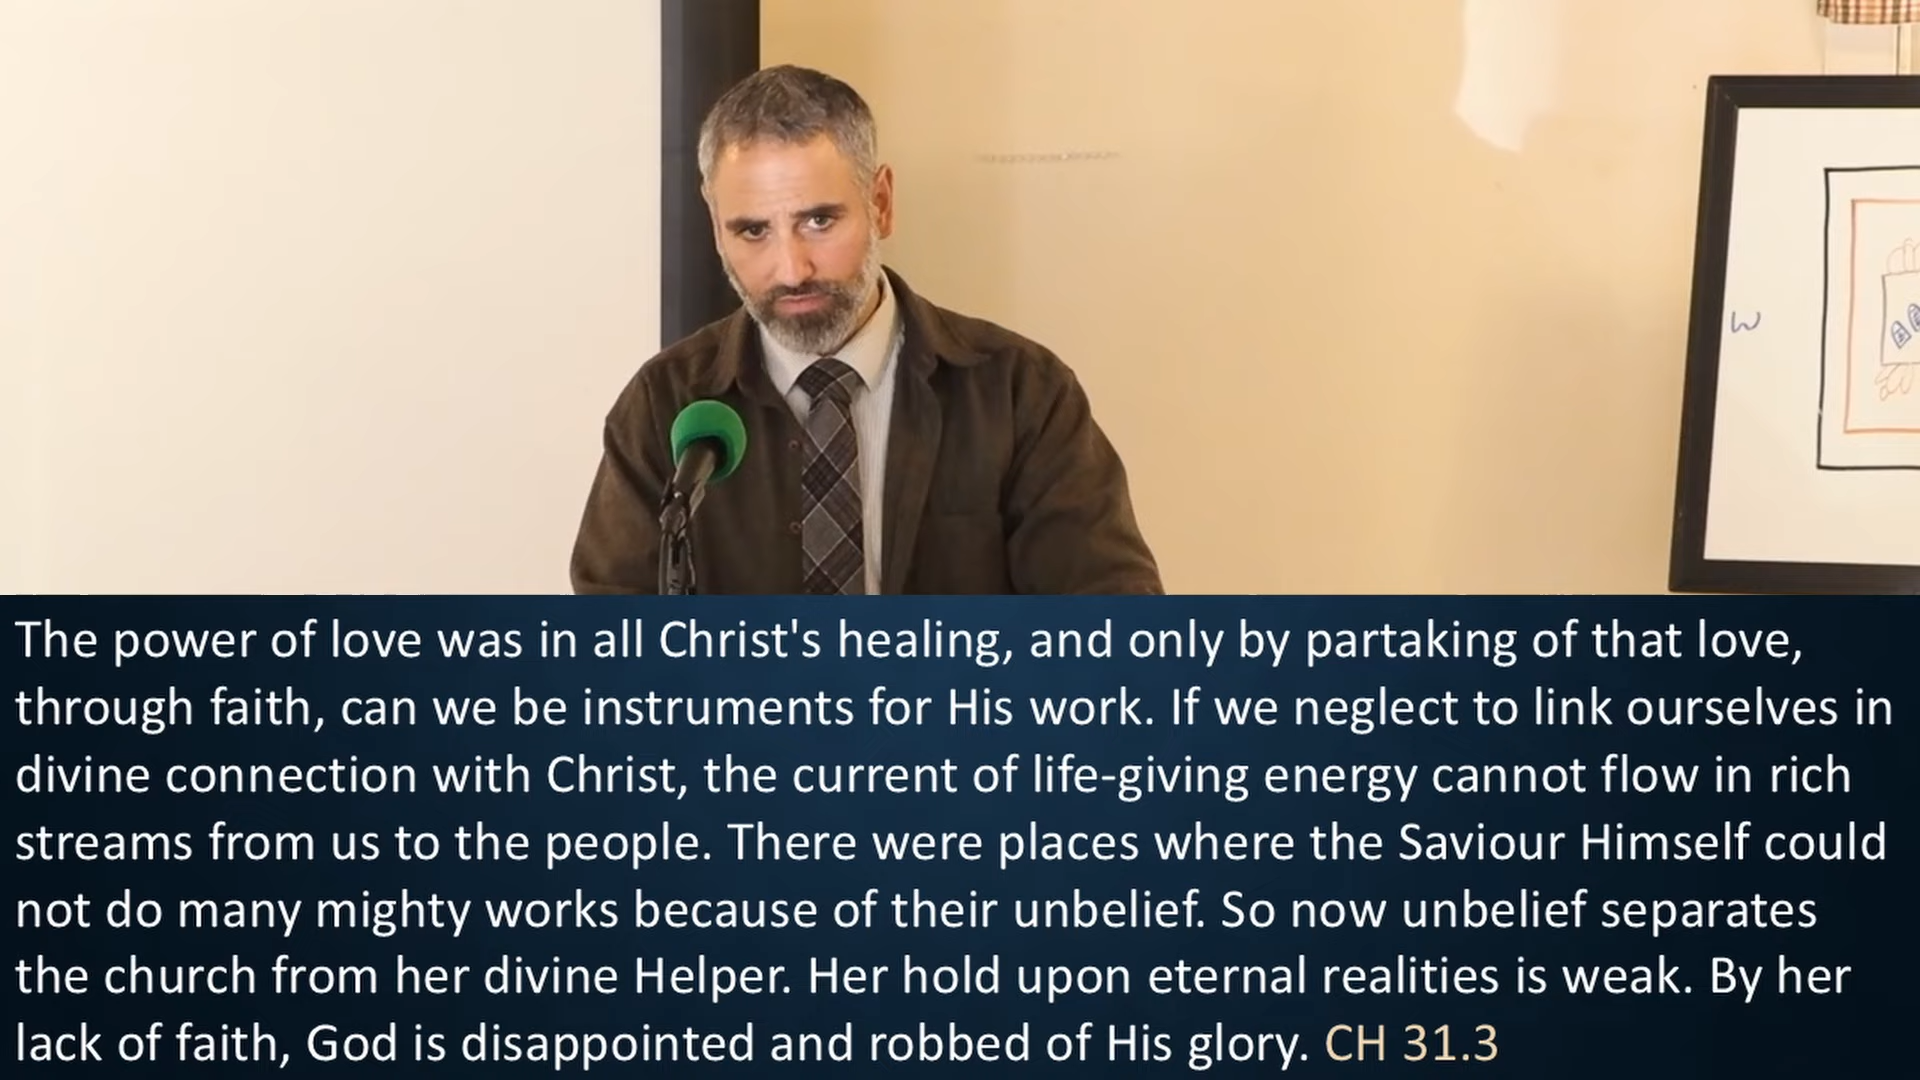 W
The power of love was in all Christ's healing, and only by partaking of that love,
through faith, can we be instruments for His work. If we neglect to link ourselves in
divine connection with Christ, the current of life-giving energy cannot flow in rich
streams from us to the people. There were places where the Saviour Himself could
not do many mighty works because of their unbelief. So now unbelief separates
the church from her divine Helper. Her hold upon eternal realities is weak. By her
lack of faith, God is disappointed and robbed of His glory. CH 31.3